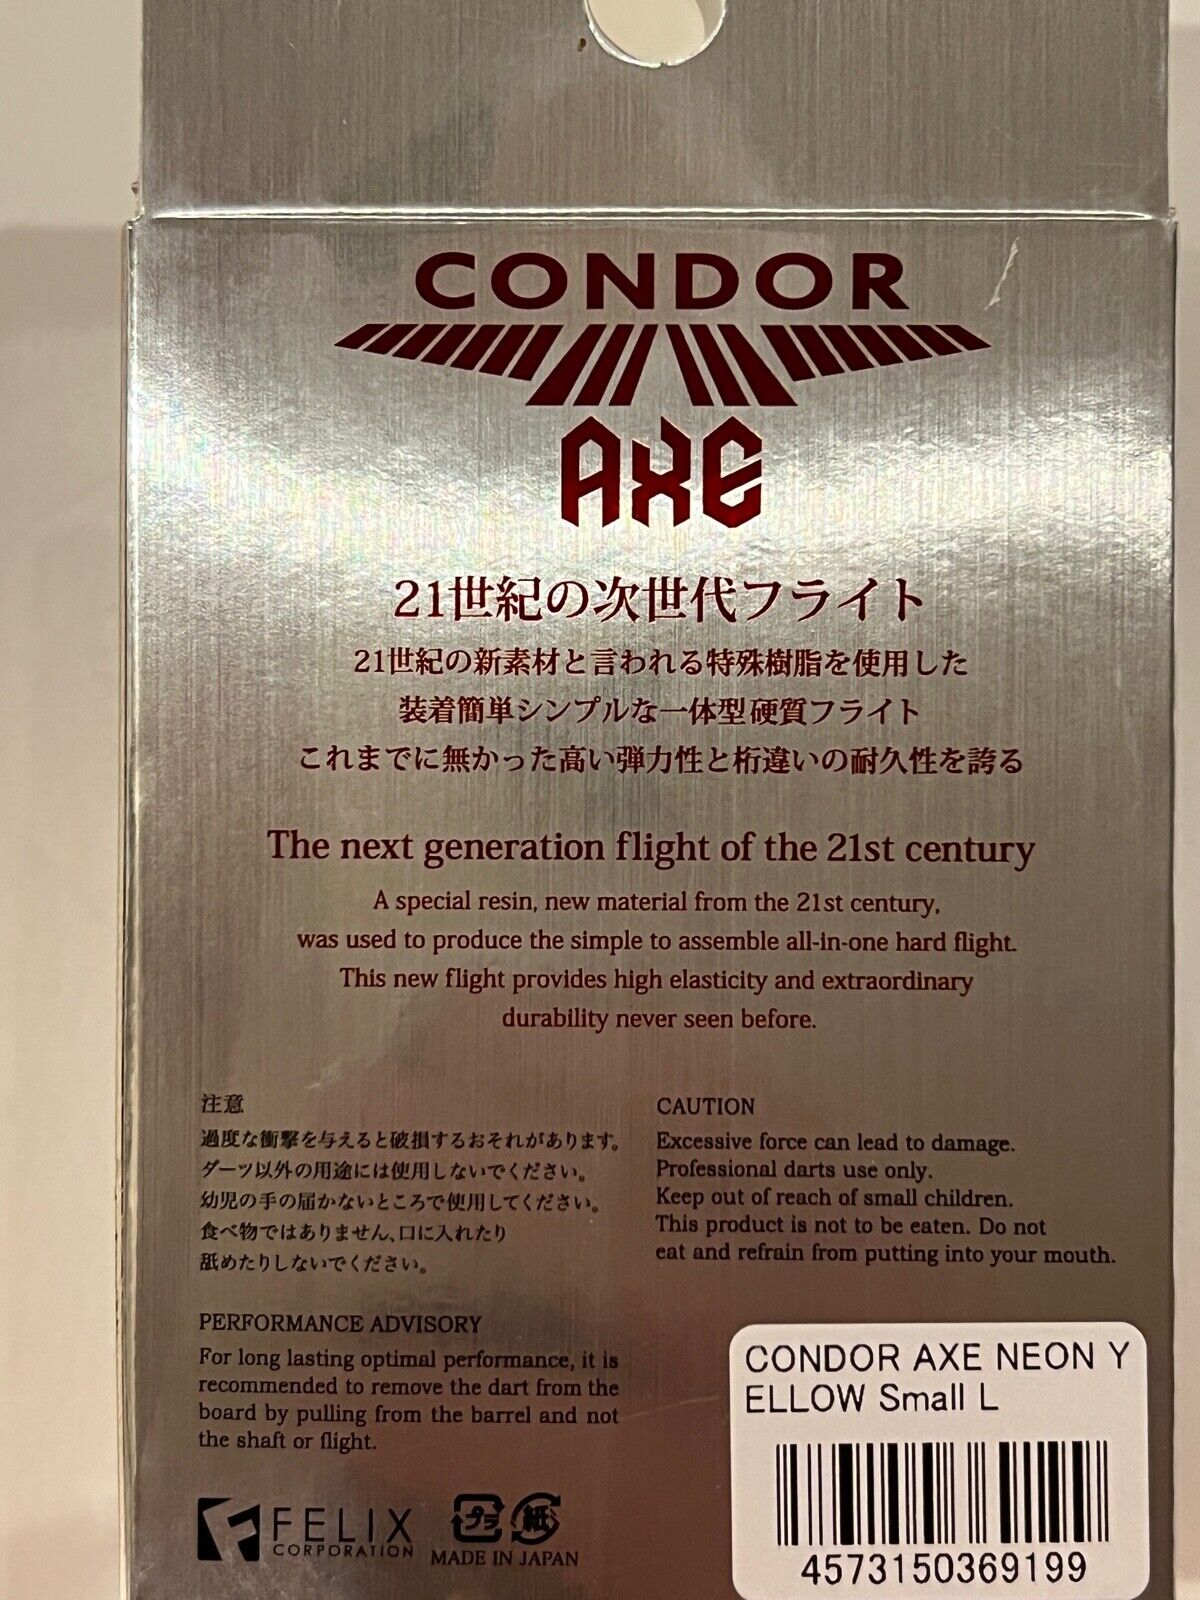 CONDOR
AXE
21世紀の次世代フライト
21世紀の新素材と言われる特殊樹脂を使用した
装着簡単シンプルな一体型硬質フライト
これまでに無かった高い弾力性と桁違いの耐久性を誇る
The next generation flight of the 21st century
A special resin, new material from the 21st century,
was used to produce the simple to assemble all-in-one hard flight.
This new flight provides high elasticity and extraordinary
durability never seen before.
注意
過度な衝撃を与えると破損するおそれがあります。
ダーツ以外の用途には使用しないでください。
幼児の手の届かないところで使用してください。
食べ物ではありません、口に入れたり
舐めたりしないでください。
CAUTION
Excessive force can lead to damage.
Professional darts use only.
Keep out of reach of small children.
This product is not to be eaten. Do not
eat and refrain from putting into your mouth.
PERFORMANCE ADVISORY
For long lasting optimal performance, it is
recommended to remove the dart from the
board by pulling from the barrel and not
the shaft or flight.
FELIX
CORPORATION
プラ 紙
MADE IN JAPAN
CONDOR AXE NEON Y
ELLOW Small L
4573150369199